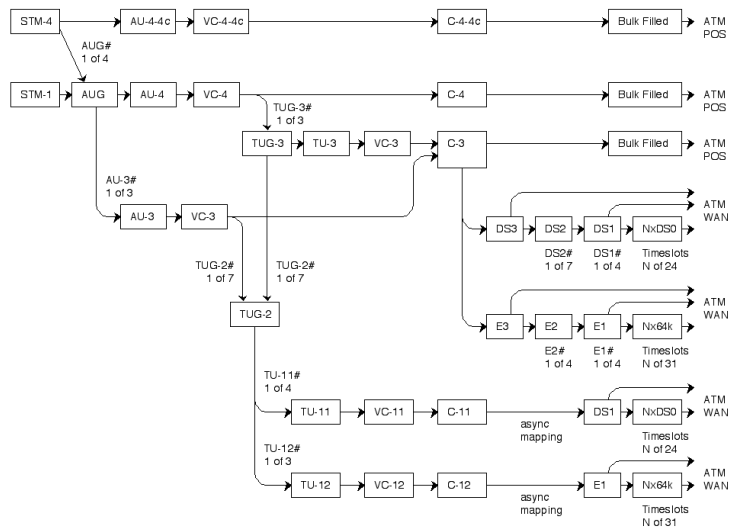 STM-4
AU-4-4c
VC-4-4c
C-4-4c
Bulk Filled
ATM
POS
AUG#
1 of 4
STM-1
AUG
AU-4
VC-4
C-4
Bulk Filled
ATM
POS
TUG-3#
1 of 3
TUG-3
TU-3
VC-3
C-3
Bulk Filled
ATM
POS
AU-3#
1 of 3
AU-3
VC-3
DS3
DS2
DS1
NxDS0
ATM
WAN
DS2#
1 of 7
DS1#
1 of 4
Timeslots
N of 24
TUG-2#
1 of 7
TUG-2#
1 of 7
TUG-2
E3
E2
E1
Nx64k
ATM
WAN
E2#
1 of 4
E1#
1 of 4
Timeslots
N of 31
TU-11#
1 of 4
TU-11
VC-11
C-11
async
mapping
DS1
NxDS0
ATM
WAN
Timeslots
N of 24
TU-12#
1 of 3
TU-12
VC-12
C-12
async
mapping
E1
Nx64k
ATM
WAN
Timeslots
N of 31